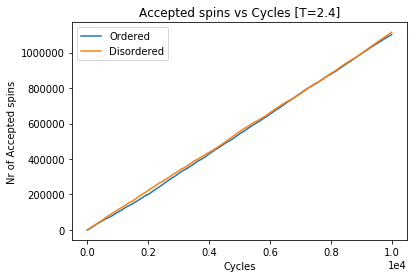 Accepted spins vs Cycles [T=2.4]
Ordered
Disordered
Nr of Accepted spins
1000000
800000
600000
400000
200000
0
0.0 0.2 0.4 0.6 0.8 1.0
1e4
Cycles